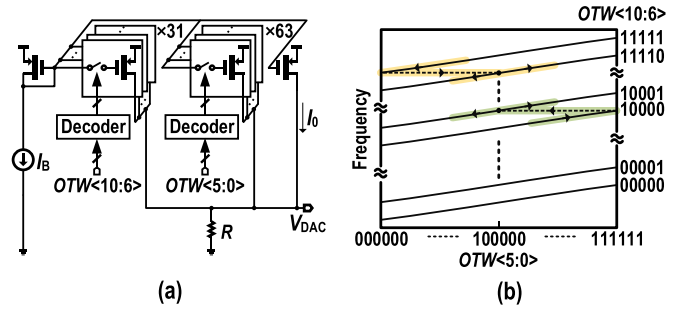 ×31
×63
Decoder
Decoder
I0
IB
OTW<10:6>
OTW<5:0>
R
VDAC
(a)
OTW<10:6>
11111
11110
10001
10000
00001
00000
Frequency
000000
100000
111111
OTW<5:0>
(b)